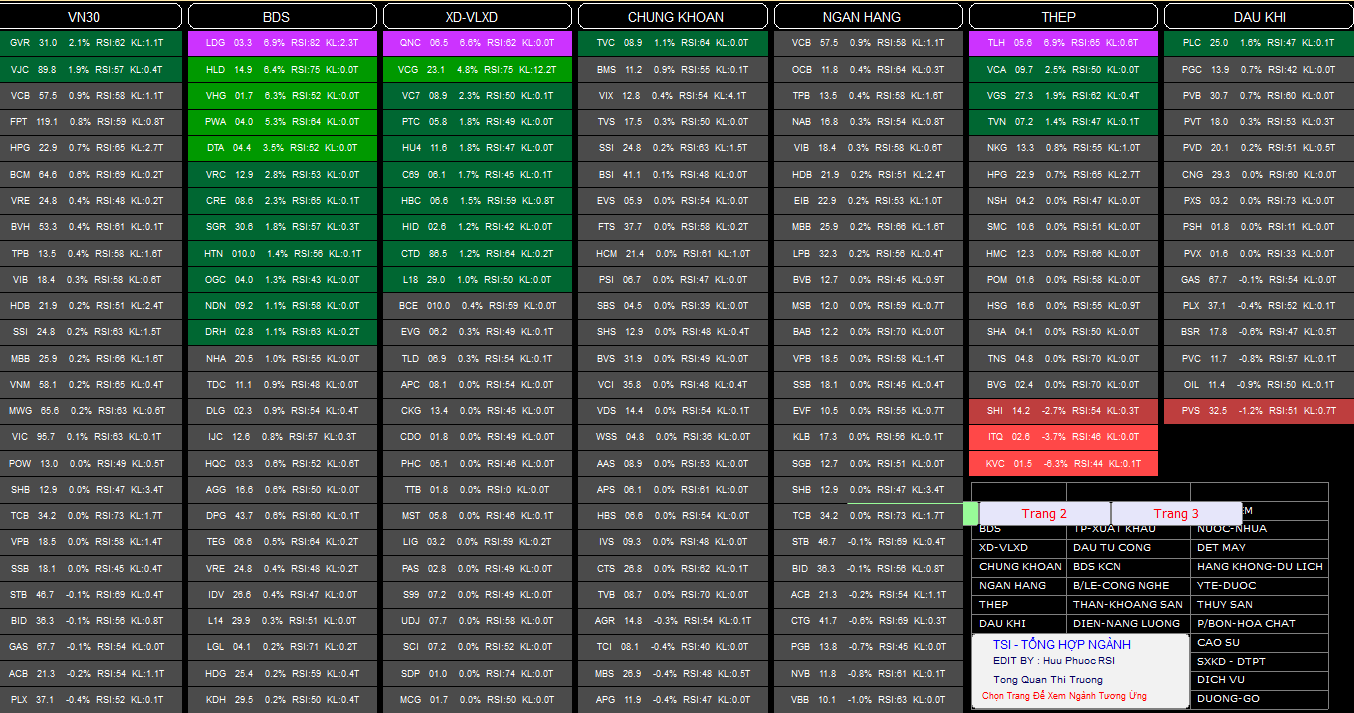 VN30
GVR 31.0 2.1% RSI:62 KL:1.1T
VJC 89.8 1.9% RSI:57 KL:0.4T
VCB 57.5 0.9% RSI:58 KL:1.1T
FPT 119.1 0.8% RSI:59 KL:0.8T
HPG 22.9 0.7% RSI:65 KL:2.7T
BCM 64.6 0.6% RSI:69 KL:0.2T
VRE 24.8 0.4% RSI:48 KL:0.2T
BVH 53.3 0.4% RSI:61 KL:0.1T
TPB 13.5 0.4% RSI:58 KL:1.6T
VIB 18.4 0.3% RSI:58 KL:0.6T
HDB 21.9 0.2% RSI:51 KL:2.4T
SSI 24.8 0.2% RSI:63 KL:1.5T
MBB 25.9 0.2% RSI:66 KL:1.6T
VNM 58.1 0.2% RSI:65 KL:0.4T
MWG 65.6 0.2% RSI:63 KL:0.6T
VIC 95.7 0.1% RSI:63 KL:0.1T
POW 13.0 0.0% RSI:49 KL:0.5T
SHB 12.9 0.0% RSI:47 KL:3.4T
TCB 34.2 0.0% RSI:73 KL:1.7T
VPB 18.5 0.0% RSI:58 KL:1.4T
SSB 18.1 0.0% RSI:45 KL:0.4T
STB 46.7 -0.1% RSI:69 KL:0.4T
BID 36.3 -0.1% RSI:56 KL:0.8T
GAS 67.7 -0.1% RSI:54 KL:0.0T
ACB 21.3 -0.2% RSI:54 KL:1.1T
PLX 37.1 -0.4% RSI:52 KL:0.1T
BDS
LDG 03.3 6.9% RSI:82 KL:2.3T
HLD 14.9 6.4% RSI:75 KL:0.0T
VHG 01.7 6.3% RSI:52 KL:0.0T
PWA 04.0 5.3% RSI:64 KL:0.0T
DTA 04.4 3.5% RSI:52 KL:0.0T
VRC 12.9 2.8% RSI:53 KL:0.0T
CRE 08.6 2.3% RSI:65 KL:0.1T
SGR 30.6 1.8% RSI:57 KL:0.3T
HTN 010.0 1.4% RSI:56 KL:0.1T
OGC 04.0 1.3% RSI:43 KL:0.0T
NDN 09.2 1.1% RSI:58 KL:0.0T
DRH 02.8 1.1% RSI:63 KL:0.2T
NHA 20.5 1.0% RSI:55 KL:0.0T
TDC 11.1 0.9% RSI:48 KL:0.0T
DLG 02.3 0.9% RSI:54 KL:0.4T
IJC 12.6 0.8% RSI:57 KL:0.3T
HQC 03.3 0.6% RSI:52 KL:0.6T
AGG 16.6 0.6% RSI:50 KL:0.0T
DPG 43.7 0.6% RSI:60 KL:0.1T
TEG 06.6 0.5% RSI:64 KL:0.2T
VRE 24.8 0.4% RSI:48 KL:0.2T
IDV 26.6 0.4% RSI:47 KL:0.0T
L14 29.9 0.3% RSI:51 KL:0.0T
LGL 04.1 0.2% RSI:71 KL:0.2T
HDG 25.4 0.2% RSI:59 KL:0.4T
KDH 29.5 0.2% RSI:50 KL:0.4T
XD-VLXD
QNC 06.5 6.6% RSI:62 KL:0.0T
VCG 23.1 4.8% RSI:75 KL:12.2T
VC7 08.9 2.3% RSI:50 KL:0.1T
PTC 05.8 1.8% RSI:49 KL:0.0T
HU4 11.6 1.8% RSI:47 KL:0.0T
C69 06.1 1.7% RSI:45 KL:0.1T
HBC 06.6 1.5% RSI:59 KL:0.8T
HID 02.6 1.2% RSI:42 KL:0.0T
CTD 86.5 1.2% RSI:64 KL:0.2T
L18 29.0 1.0% RSI:50 KL:0.0T
BCE 010.0 0.4% RSI:59 KL:0.0T
EVG 06.2 0.3% RSI:49 KL:0.1T
TLD 06.9 0.3% RSI:54 KL:0.1T
APC 08.1 0.0% RSI:54 KL:0.0T
CKG 13.4 0.0% RSI:45 KL:0.0T
CDO 01.8 0.0% RSI:49 KL:0.0T
PHC 05.1 0.0% RSI:46 KL:0.0T
TTB 01.8 0.0% RSI:0 KL:0.0T
MST 05.8 0.0% RSI:46 KL:0.1T
LIG 03.2 0.0% RSI:59 KL:0.2T
PAS 02.8 0.0% RSI:49 KL:0.0T
S99 07.2 0.0% RSI:49 KL:0.0T
UDJ 07.7 0.0% RSI:58 KL:0.0T
SCI 07.2 0.0% RSI:52 KL:0.0T
SDP 01.0 0.0% RSI:74 KL:0.0T
MCG 01.7 0.0% RSI:50 KL:0.0T
CHUNG KHOAN
TVC 08.9 1.1% RSI:64 KL:0.0T
BMS 11.2 0.9% RSI:55 KL:0.1T
VIX 12.8 0.4% RSI:54 KL:4.1T
TVS 17.5 0.3% RSI:50 KL:0.0T
SSI 24.8 0.2% RSI:63 KL:1.5T
BSI 41.1 0.1% RSI:48 KL:0.0T
EVS 05.9 0.0% RSI:54 KL:0.0T
FTS 37.7 0.0% RSI:58 KL:0.2T
HCM 21.4 0.0% RSI:61 KL:1.0T
PSI 06.7 0.0% RSI:47 KL:0.0T
SBS 04.5 0.0% RSI:39 KL:0.0T
SHS 12.9 0.0% RSI:48 KL:0.4T
BVS 31.9 0.0% RSI:49 KL:0.0T
VCI 35.8 0.0% RSI:48 KL:0.4T
VDS 14.4 0.0% RSI:54 KL:0.1T
WSS 04.8 0.0% RSI:36 KL:0.0T
AAS 08.9 0.0% RSI:53 KL:0.0T
APS 06.1 0.0% RSI:61 KL:0.0T
HBS 06.6 0.0% RSI:54 KL:0.0T
IVS 09.3 0.0% RSI:48 KL:0.0T
CTS 26.8 0.0% RSI:62 KL:0.1T
TVB 08.7 0.0% RSI:70 KL:0.0T
AGR 14.8 -0.3% RSI:54 KL:0.1T
TCI 08.1 -0.4% RSI:40 KL:0.0T
MBS 26.9 -0.4% RSI:48 KL:0.5T
APG 11.9 -0.4% RSI:47 KL:0.0T
NGAN HANG
VCB 57.5 0.9% RSI:58 KL:1.1T
OCB 11.8 0.4% RSI:64 KL:0.3T
TPB 13.5 0.4% RSI:58 KL:1.6T
NAB 16.8 0.3% RSI:54 KL:0.8T
VIB 18.4 0.3% RSI:58 KL:0.6T
HDB 21.9 0.2% RSI:51 KL:2.4T
EIB 22.9 0.2% RSI:53 KL:1.0T
MBB 25.9 0.2% RSI:66 KL:1.6T
LPB 32.3 0.2% RSI:56 KL:0.4T
BVB 12.7 0.0% RSI:45 KL:0.9T
MSB 12.0 0.0% RSI:59 KL:0.7T
BAB 12.2 0.0% RSI:70 KL:0.0T
VPB 18.5 0.0% RSI:58 KL:1.4T
SSB 18.1 0.0% RSI:45 KL:0.4T
EVF 10.5 0.0% RSI:55 KL:0.7T
KLB 17.3 0.0% RSI:56 KL:0.1T
SGB 12.7 0.0% RSI:51 KL:0.0T
SHB 12.9 0.0% RSI:47 KL:3.4T
TCB 34.2 0.0% RSI:73 KL:1.7T
STB 46.7 -0.1% RSI:69 KL:0.4T
BID 36.3 -0.1% RSI:56 KL:0.8T
ACB 21.3 -0.2% RSI:54 KL:1.1T
CTG 41.7 -0.6% RSI:69 KL:0.3T
PGB 13.8 -0.7% RSI:45 KL:0.0T
NVB 11.8 -0.8% RSI:61 KL:0.1T
VBB 10.1 -1.0% RSI:63 KL:0.0T
THEP
TLH 05.6 6.9% RSI:65 KL:0.6T
VCA 09.7 2.5% RSI:50 KL:0.0T
VGS 27.3 1.9% RSI:62 KL:0.4T
TVN 07.2 1.4% RSI:47 KL:0.1T
NKG 13.3 0.8% RSI:55 KL:1.0T
HPG 22.9 0.7% RSI:65 KL:2.7T
NSH 04.2 0.0% RSI:47 KL:0.0T
SMC 10.6 0.0% RSI:51 KL:0.0T
HMC 12.3 0.0% RSI:66 KL:0.0T
POM 01.6 0.0% RSI:58 KL:0.0T
HSG 16.6 0.0% RSI:55 KL:0.9T
SHA 04.1 0.0% RSI:50 KL:0.0T
TNS 04.8 0.0% RSI:70 KL:0.0T
BVG 02.4 0.0% RSI:70 KL:0.0T
SHI 14.2 -2.7% RSI:54 KL:0.3T
ITQ 02.6 -3.7% RSI:46 KL:0.0T
KVC 01.5 -6.3% RSI:44 KL:0.1T
DAU KHI
PLC 25.0 1.6% RSI:47 KL:0.1T
PGC 13.9 0.7% RSI:42 KL:0.0T
PVB 30.7 0.7% RSI:60 KL:0.0T
PVT 18.0 0.3% RSI:53 KL:0.3T
PVD 20.1 0.2% RSI:51 KL:0.5T
CNG 29.3 0.0% RSI:60 KL:0.0T
PXS 03.2 0.0% RSI:73 KL:0.0T
PSH 01.8 0.0% RSI:11 KL:0.0T
PVX 01.6 0.0% RSI:33 KL:0.0T
GAS 67.7 -0.1% RSI:54 KL:0.0T
PLX 37.1 -0.4% RSI:52 KL:0.1T
BSR 17.8 -0.6% RSI:47 KL:0.5T
PVC 11.7 -0.8% RSI:57 KL:0.1T
OIL 11.4 -0.9% RSI:50 KL:0.1T
PVS 32.5 -1.2% RSI:51 KL:0.7T
Trang 2 Trang 3
BDS TP-XUAT KHAU NUOC-NHUA
XD-VLXD DAU TU CONG DET MAY
CHUNG KHOAN BDS KCN HANG KHONG-DU LICH
NGAN HANG B/LE-CONG NGHE YTE-DUOC
THEP THAN-KHOANG SAN THUY SAN
DAU KHI DIEN-NANG LUONG P/BON-HOA CHAT
CAO SU
SXKD - DTPT
DICH VU
DUONG-GO
TSI - TỔNG HỢP NGÀNH
EDIT BY : Huu Phuoc RSI
Tong Quan Thi Truong
Chọn Trang Để Xem Ngành Tương Ứng